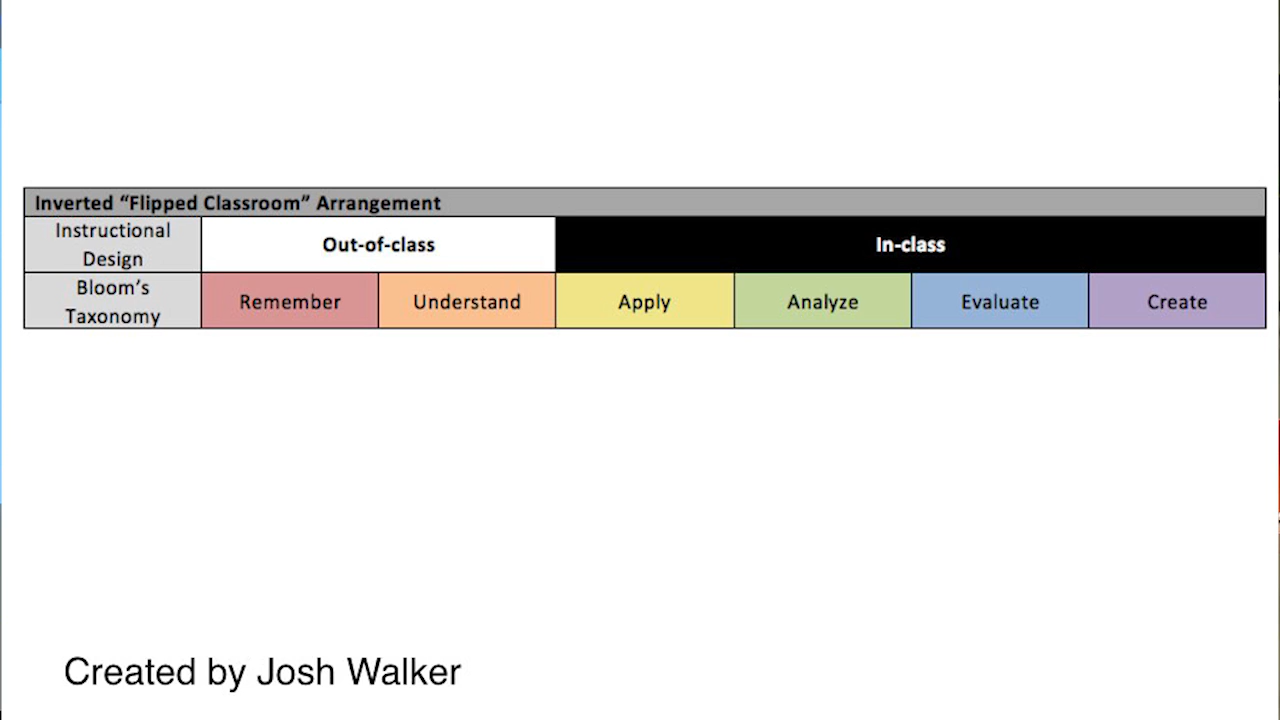 Inverted “Flipped Classroom” Arrangement
Instructional
Design
Out-of-class
In-class
Bloom’s
Taxonomy
Remember
Understand
Apply
Analyze
Evaluate
Create
Created by Josh Walker